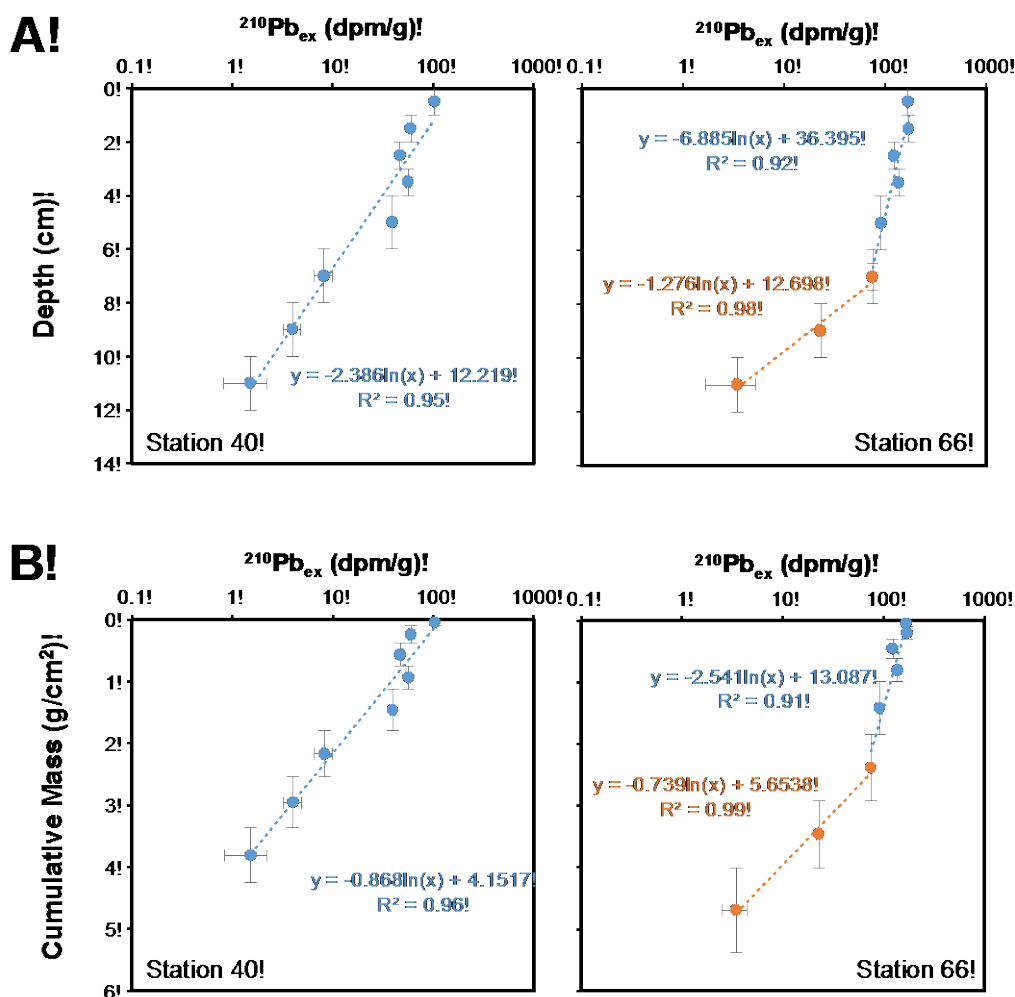 A!
²¹⁰Pbₑₓ (dpm/g)!
²¹⁰Pbₑₓ (dpm/g)!
0.1! 1! 10! 100! 1000!
0.1! 1! 10! 100! 1000!
Depth (cm)!
0!
2!
4!
6!
8!
10!
12!
14!
y = -2.386ln(x) + 12.219!
R² = 0.95!
Station 40!
y = -6.885ln(x) + 36.395!
R² = 0.92!
y = -1.276ln(x) + 12.698!
R² = 0.98!
Station 66!
B!
²¹⁰Pbₑₓ (dpm/g)!
²¹⁰Pbₑₓ (dpm/g)!
0.1! 1! 10! 100! 1000!
0.1! 1! 10! 100! 1000!
Cumulative Mass (g/cm²)!
0!
1!
2!
3!
4!
5!
6!
y = -0.868ln(x) + 4.1517!
R² = 0.96!
Station 40!
y = -2.541ln(x) + 13.087!
R² = 0.91!
y = -0.739ln(x) + 5.6538!
R² = 0.99!
Station 66!